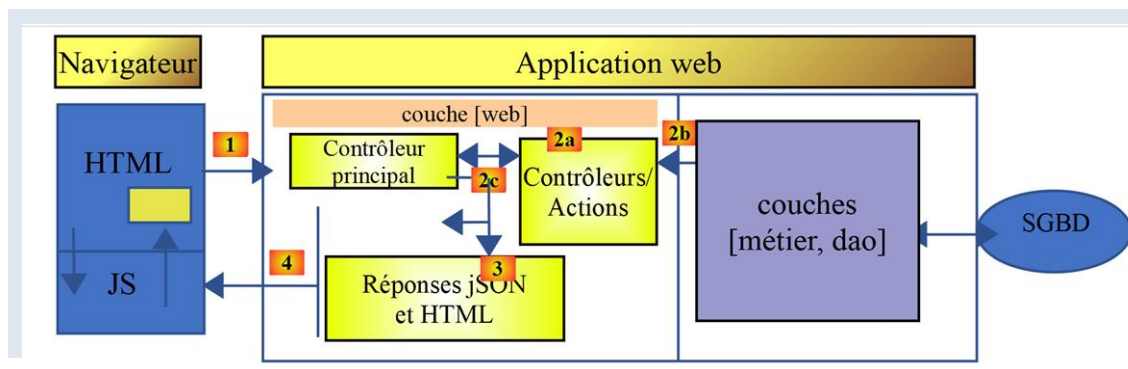 Navigateur
Application web
couche [web]
1
HTML
JS
Contrôleur
principal
2a
2b
2c
Contrôleurs/
Actions
couches
[métier, dao]
SGBD
3
4
Réponses jSON
et HTML